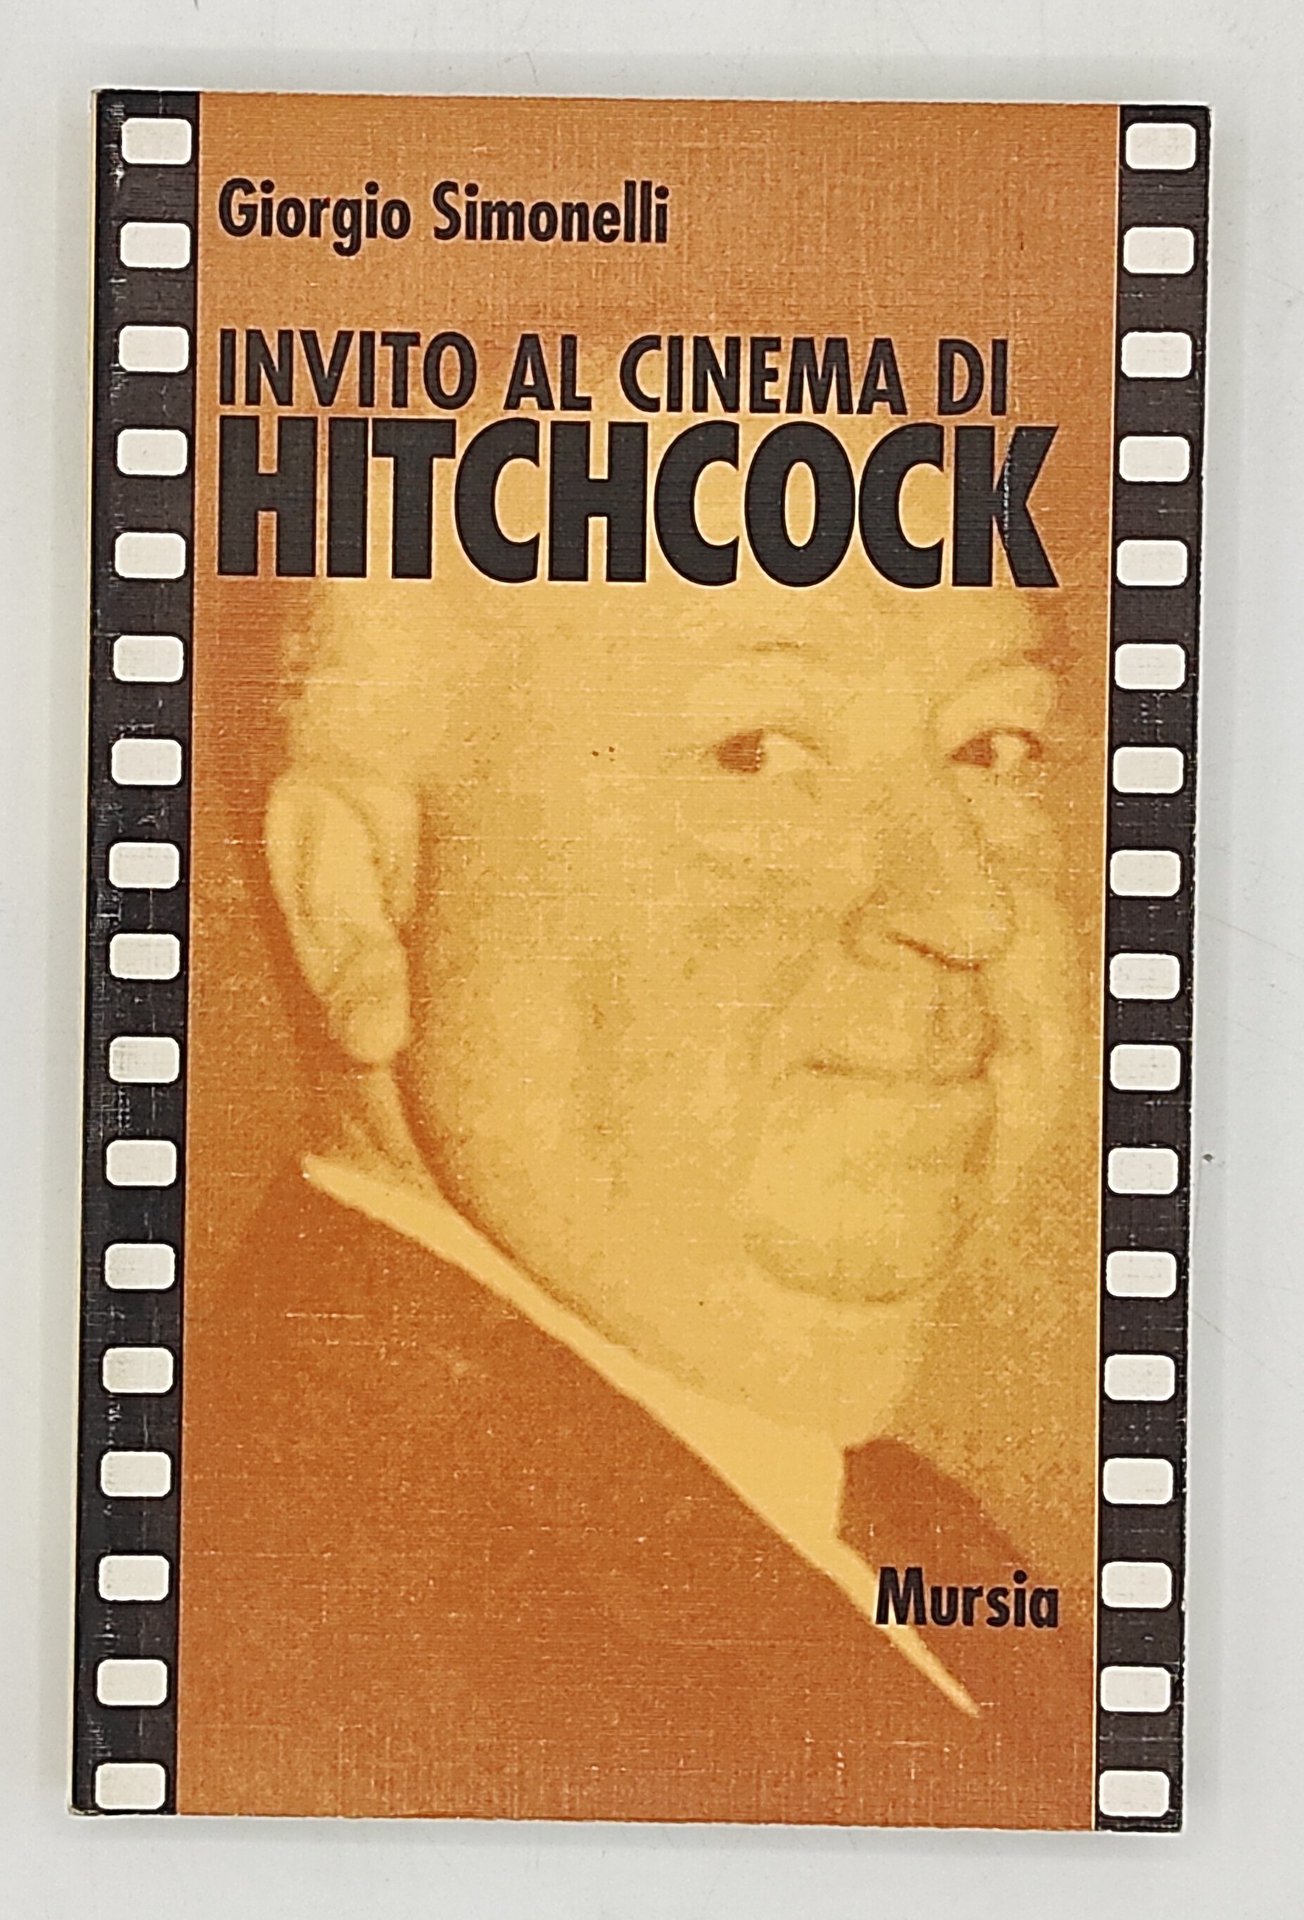 Giorgio Simonelli
INVITO AL CINEMA DI
HITCHCOCK
Mursia